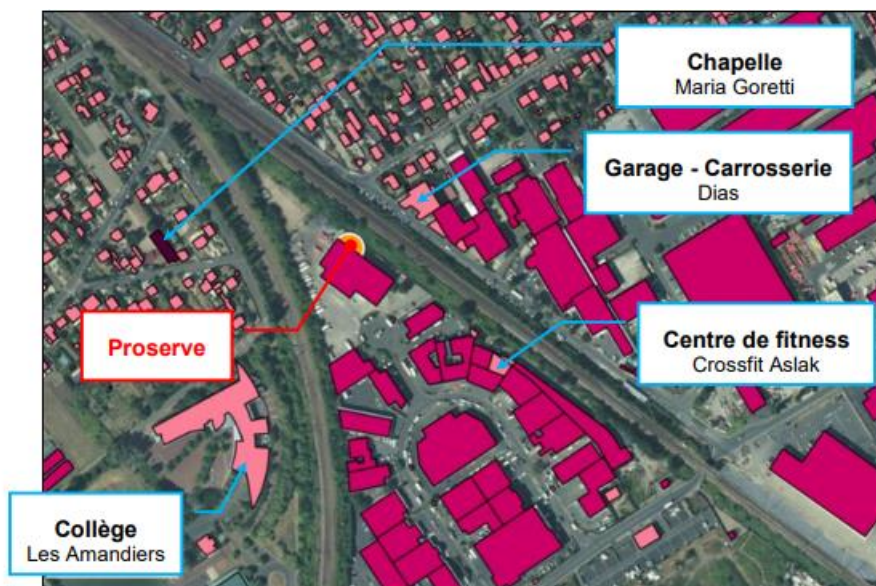 Chapelle
Maria Goretti
Garage - Carrosserie
Dias
Proserve
Centre de fitness
Crossfit Aslak
Collège
Les Amandiers